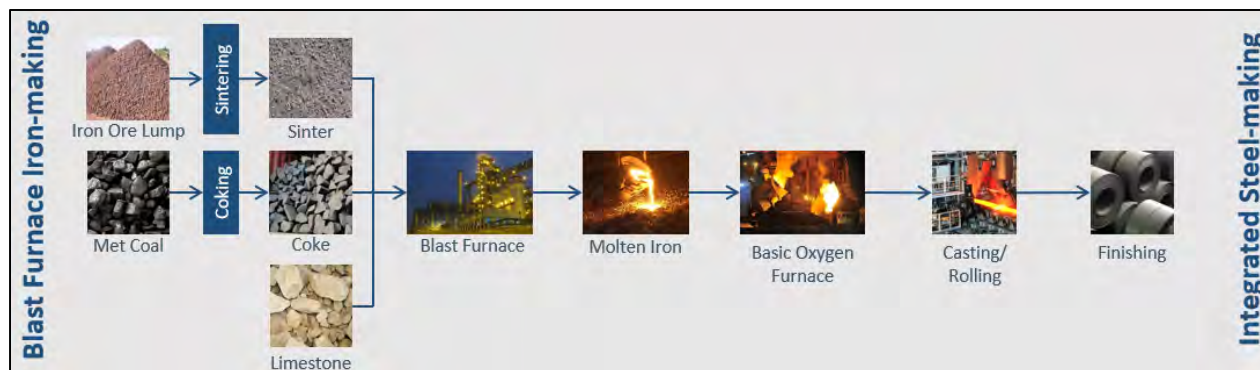 Blast Furnace Iron-making
Sintering
Iron Ore Lump
Sinter
Coking
Met Coal
Coke
Limestone
Blast Furnace
Molten Iron
Basic Oxygen
Furnace
Casting/
Rolling
Finishing
Integrated Steel-making